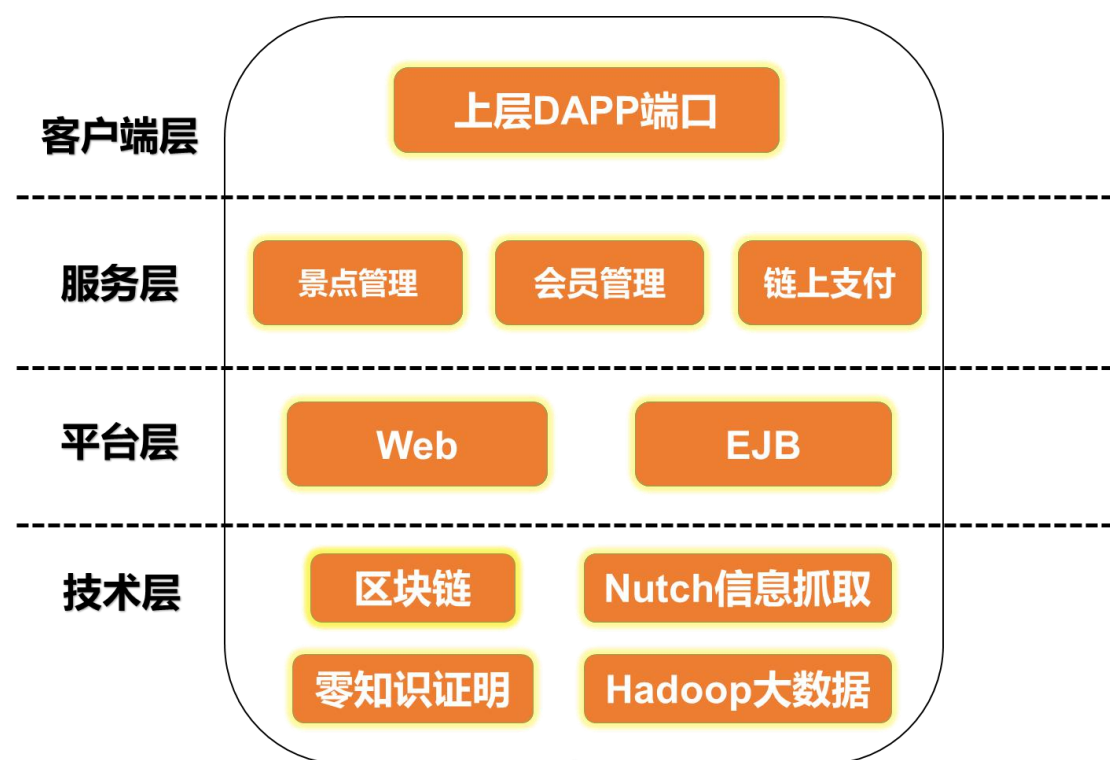 客户端层
上层DAPP端口
服务层
景点管理
会员管理
链上支付
平台层
Web
EJB
技术层
区块链
Nutch信息抓取
零知识证明
Hadoop大数据